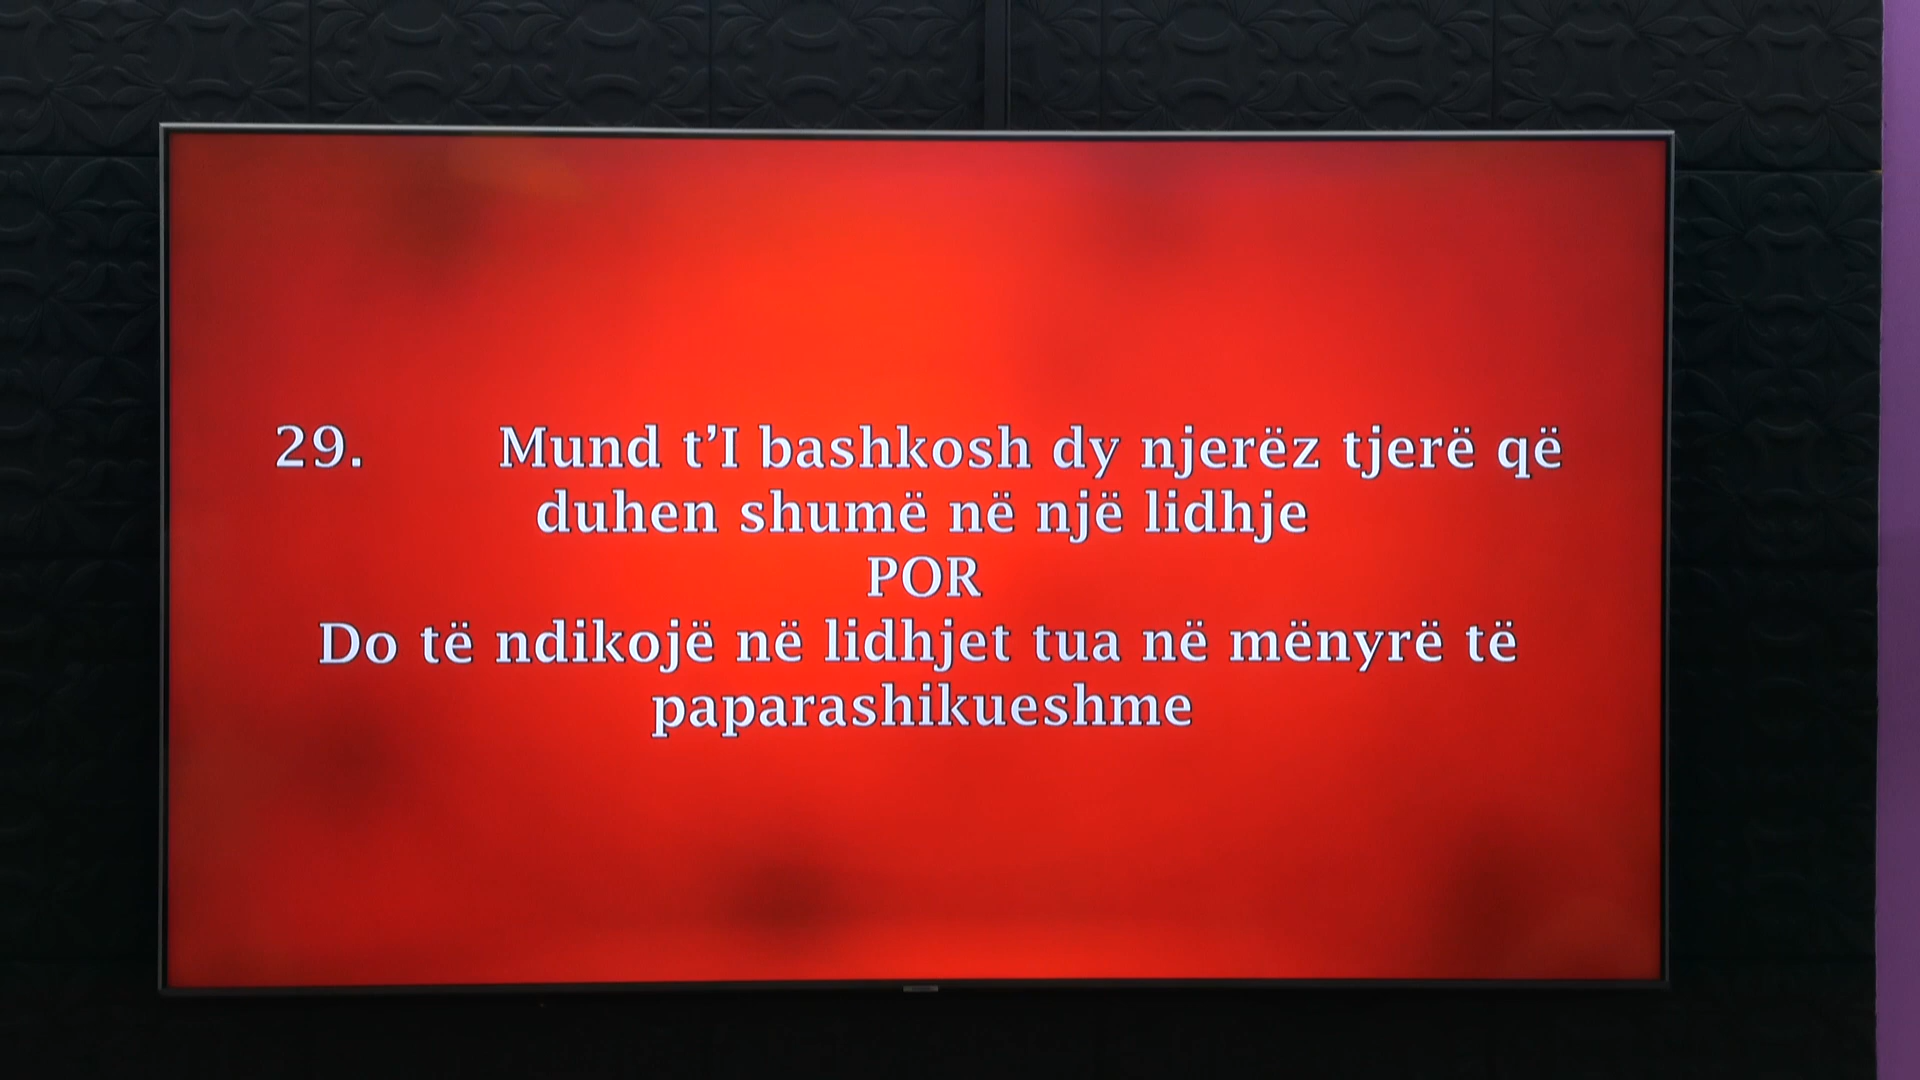 29. Mund t’I bashkosh dy njerëz tjerë që
duhen shumë në një lidhje
POR
Do të ndikojë në lidhjet tua në mënyrë të
paparashikueshme